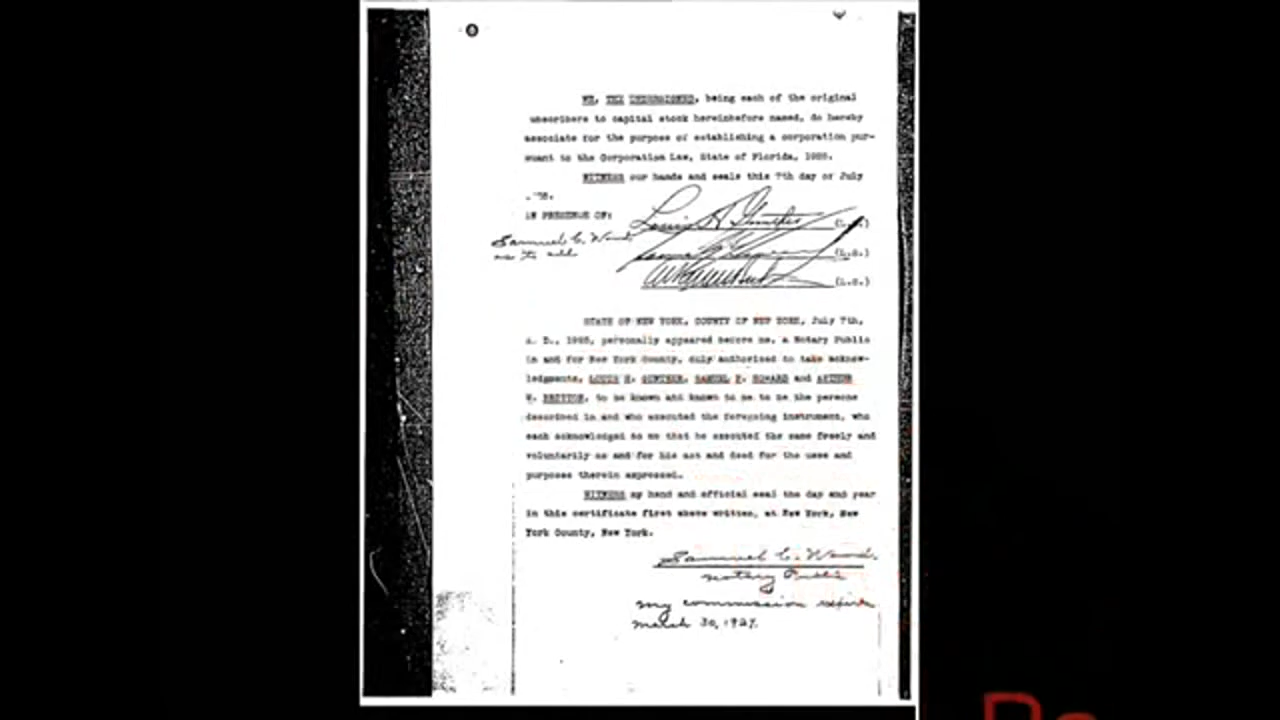 WE, THE UNDERSIGNED, being each of the original
ubscribers to capital stock hereinbefore named, do hereby
associate for the purpose of establishing a corporation pur-
suant to the Corporation Law, State of Florida, 1925.
WITNESS our hands and seals this 7th day of July
IN PRESENCE OF:
Samuel C. Wood
as to all
(L.S.)
(L.S.)
(L.S.)
STATE OF NEW YORK, COUNTY OF NEW YORK, July 7th,
A. D., 1925, personally appeared before me, a Notary Public
in and for New York County, duly authorized to take acknow-
ledgments, LOUIS H. GUNTHER, SAMUEL F. HOWARD and ARTHUR
W. BRITTON, to be known and known to me to be the persons
described in and who executed the foregoing instrument, who
each acknowledged to me that he executed the same freely and
voluntarily as and for his act and deed for the uses and
purposes therein expressed.
WITNESS my hand and official seal the day and year
in this certificate first above written, at New York, New
York County, New York.
Samuel C. Wood.
Notary Public
My commission expires
March 30, 1927.